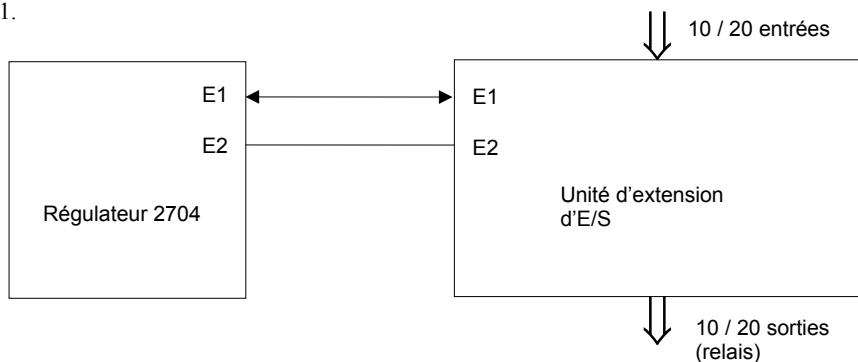 1.
10 / 20 entrées
E1
E1
E2
E2
Régulateur 2704
Unité d'extension
d'E/S
10 / 20 sorties
(relais)